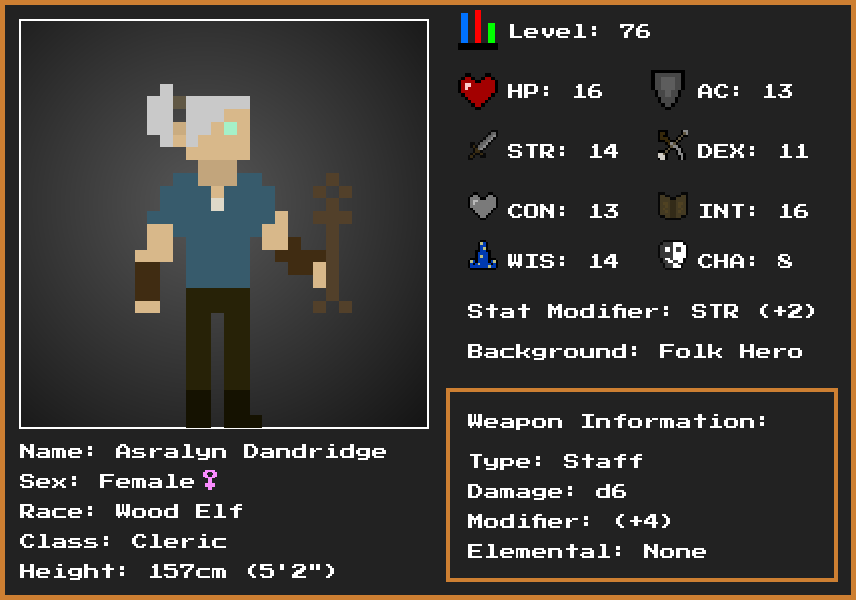 Level: 76
HP: 16
AC: 13
STR: 14
DEX: 11
CON: 13
INT: 16
WIS: 14
CHA: 8
Stat Modifier: STR (+2)
Background: Folk Hero
Name: Asralyn Dandridge
Sex: Female♀
Race: Wood Elf
Class: Cleric
Height: 157cm (5'2")
Weapon Information:
Type: Staff
Damage: d6
Modifier: (+4)
Elemental: None